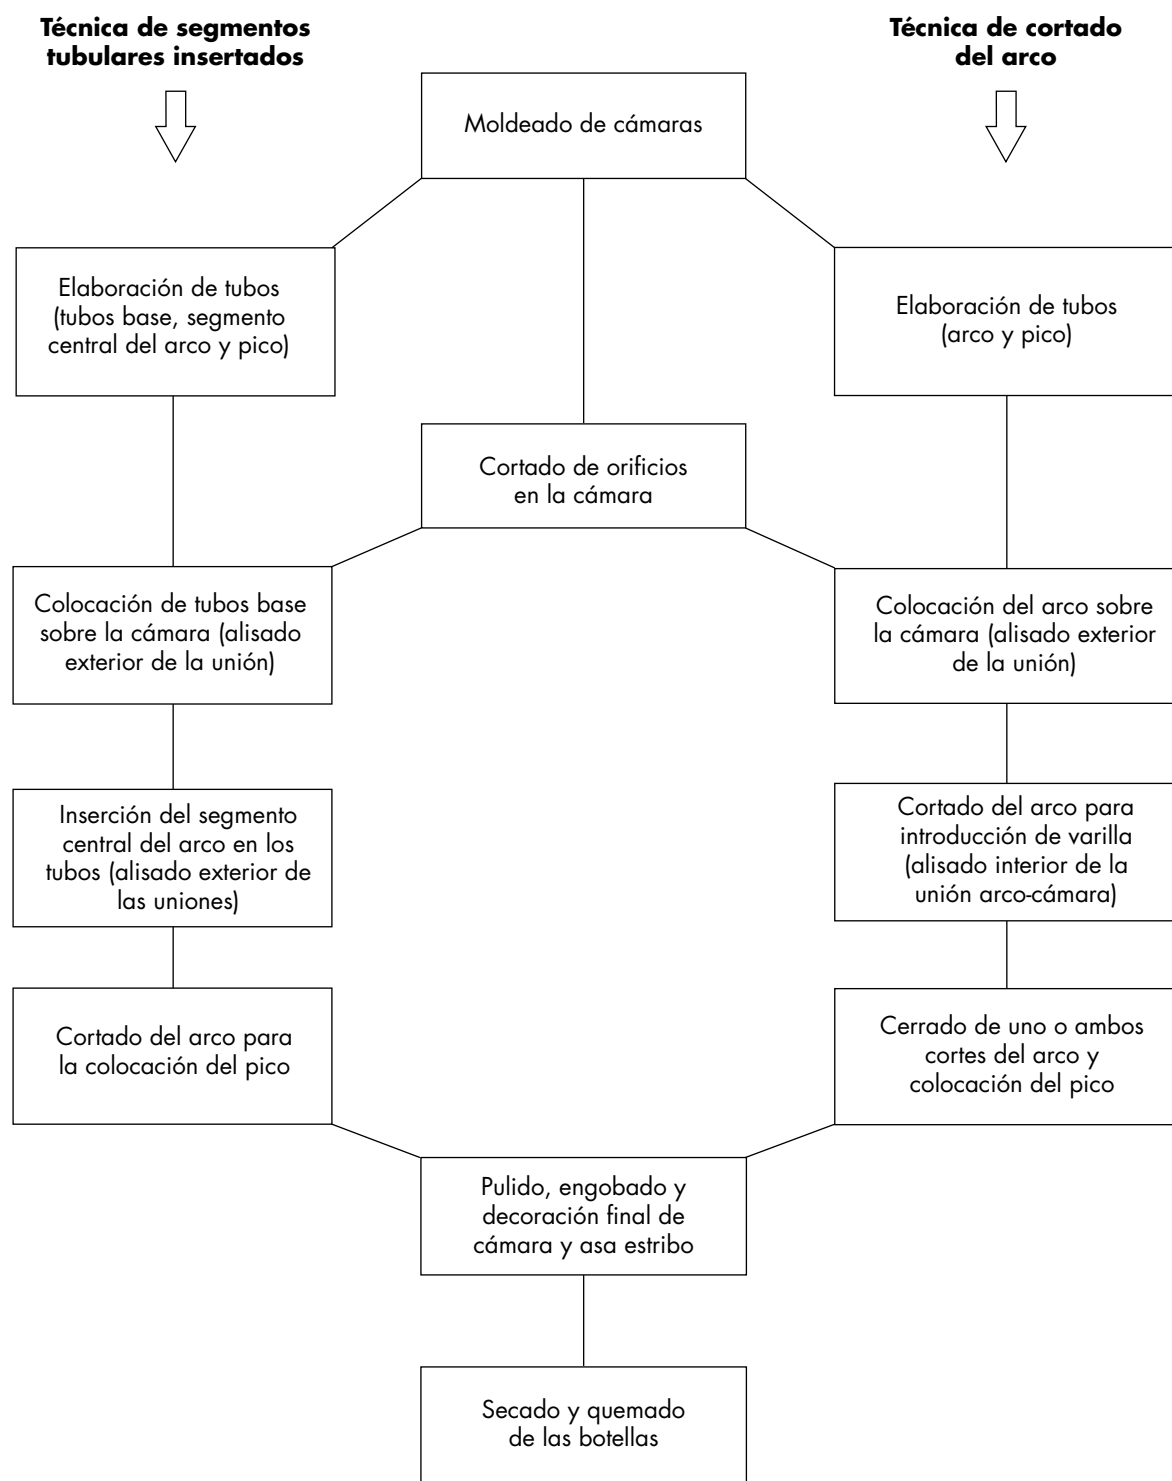 Técnica de segmentos
tubulares insertados
Técnica de cortado
del arco
Moldeado de cámaras
Elaboración de tubos
(tubos base, segmento
central del arco y pico)
Elaboración de tubos
(arco y pico)
Cortado de orificios
en la cámara
Colocación de tubos base
sobre la cámara (alisado
exterior de la unión)
Colocación del arco sobre
la cámara (alisado exterior
de la unión)
Inserción del segmento
central del arco en los
tubos (alisado exterior de
las uniones)
Cortado del arco para
introducción de varilla
(alisado interior de la
unión arco-cámara)
Cortado del arco para
la colocación del pico
Cerrado de uno o ambos
cortes del arco y
colocación del pico
Pulido, engobado y
decoración final de
cámara y asa estribo
Secado y quemado
de las botellas